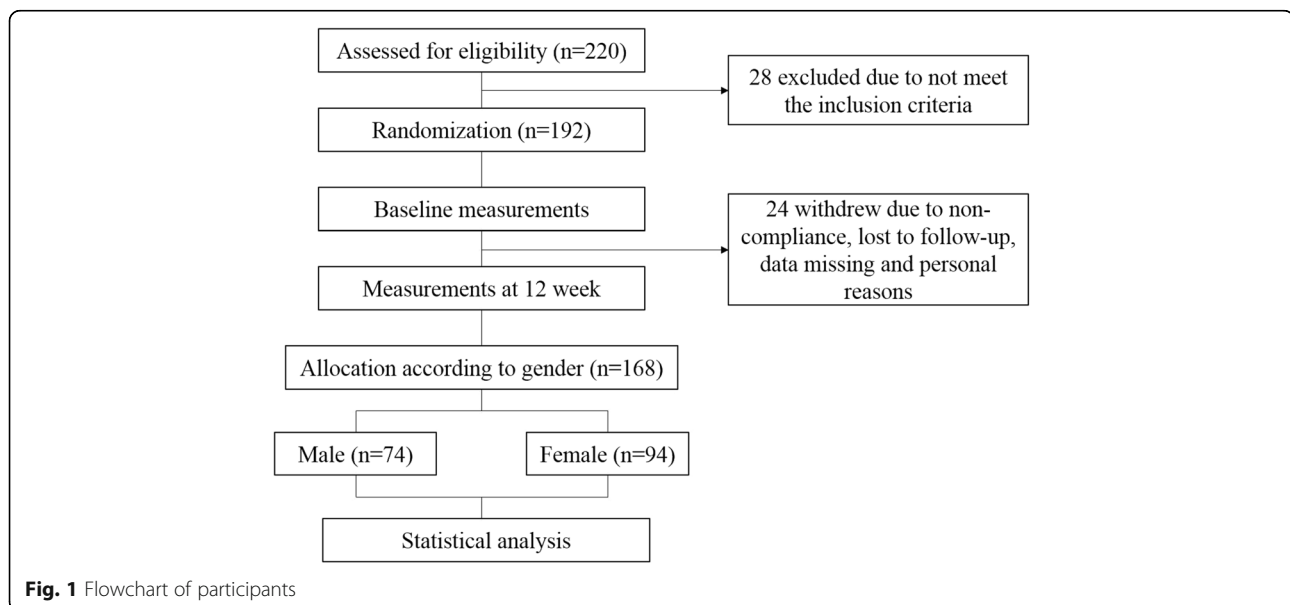 Assessed for eligibility (n=220)
28 excluded due to not meet
the inclusion criteria
Randomization (n=192)
Baseline measurements
24 withdrew due to non-
compliance, lost to follow-up,
data missing and personal
reasons
Measurements at 12 week
Allocation according to gender (n=168)
Male (n=74)
Female (n=94)
Statistical analysis
Fig. 1 Flowchart of participants